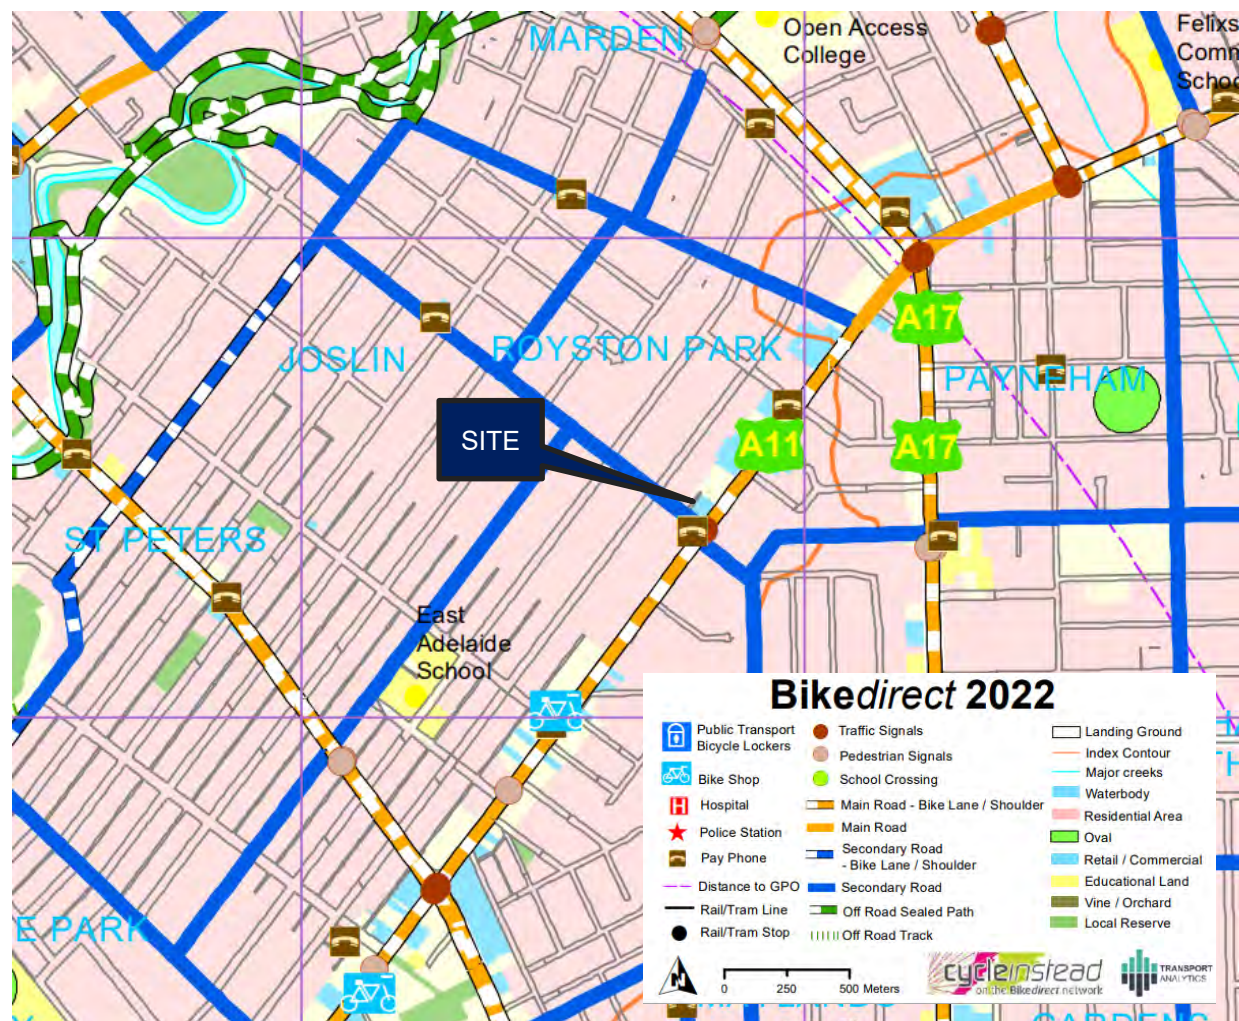 MARDEN
Open Access
College
Felixs
Comm
Schoo
A17
JOSLIN
ROYSTON PARK
PAYNEHAM
SITE
A11
A17
ST PETERS
East
Adelaide
School
E PARK
Bikedirect 2022
Public Transport
Bicycle Lockers
Bike Shop
Hospital
Police Station
Pay Phone
Distance to GPO
Rail/Tram Line
Rail/Tram Stop
Traffic Signals
Pedestrian Signals
School Crossing
Main Road - Bike Lane / Shoulder
Main Road
Secondary Road
- Bike Lane / Shoulder
Secondary Road
Off Road Sealed Path
Off Road Track
Landing Ground
Index Contour
Major creeks
Waterbody
Residential Area
Oval
Retail / Commercial
Educational Land
Vine / Orchard
Local Reserve
N
0 250 500 Meters
cycleinstead
on the Bikedirect network
TRANSPORT
ANALYTICS